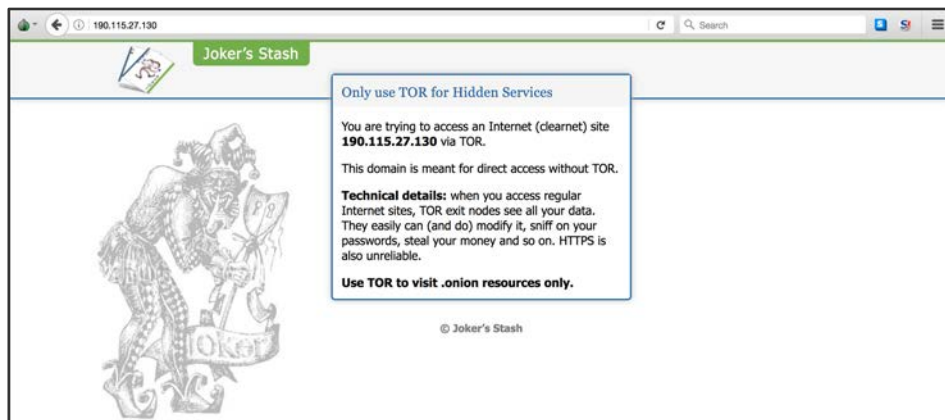 190.115.27.130
Search
Joker's Stash
Only use TOR for Hidden Services
You are trying to access an Internet (clearnet) site
190.115.27.130 via TOR.
This domain is meant for direct access without TOR.
Technical details: when you access regular
Internet sites, TOR exit nodes see all your data.
They easily can (and do) modify it, sniff on your
passwords, steal your money and so on. HTTPS is
also unreliable.
Use TOR to visit .onion resources only.
JOKER
© Joker's Stash